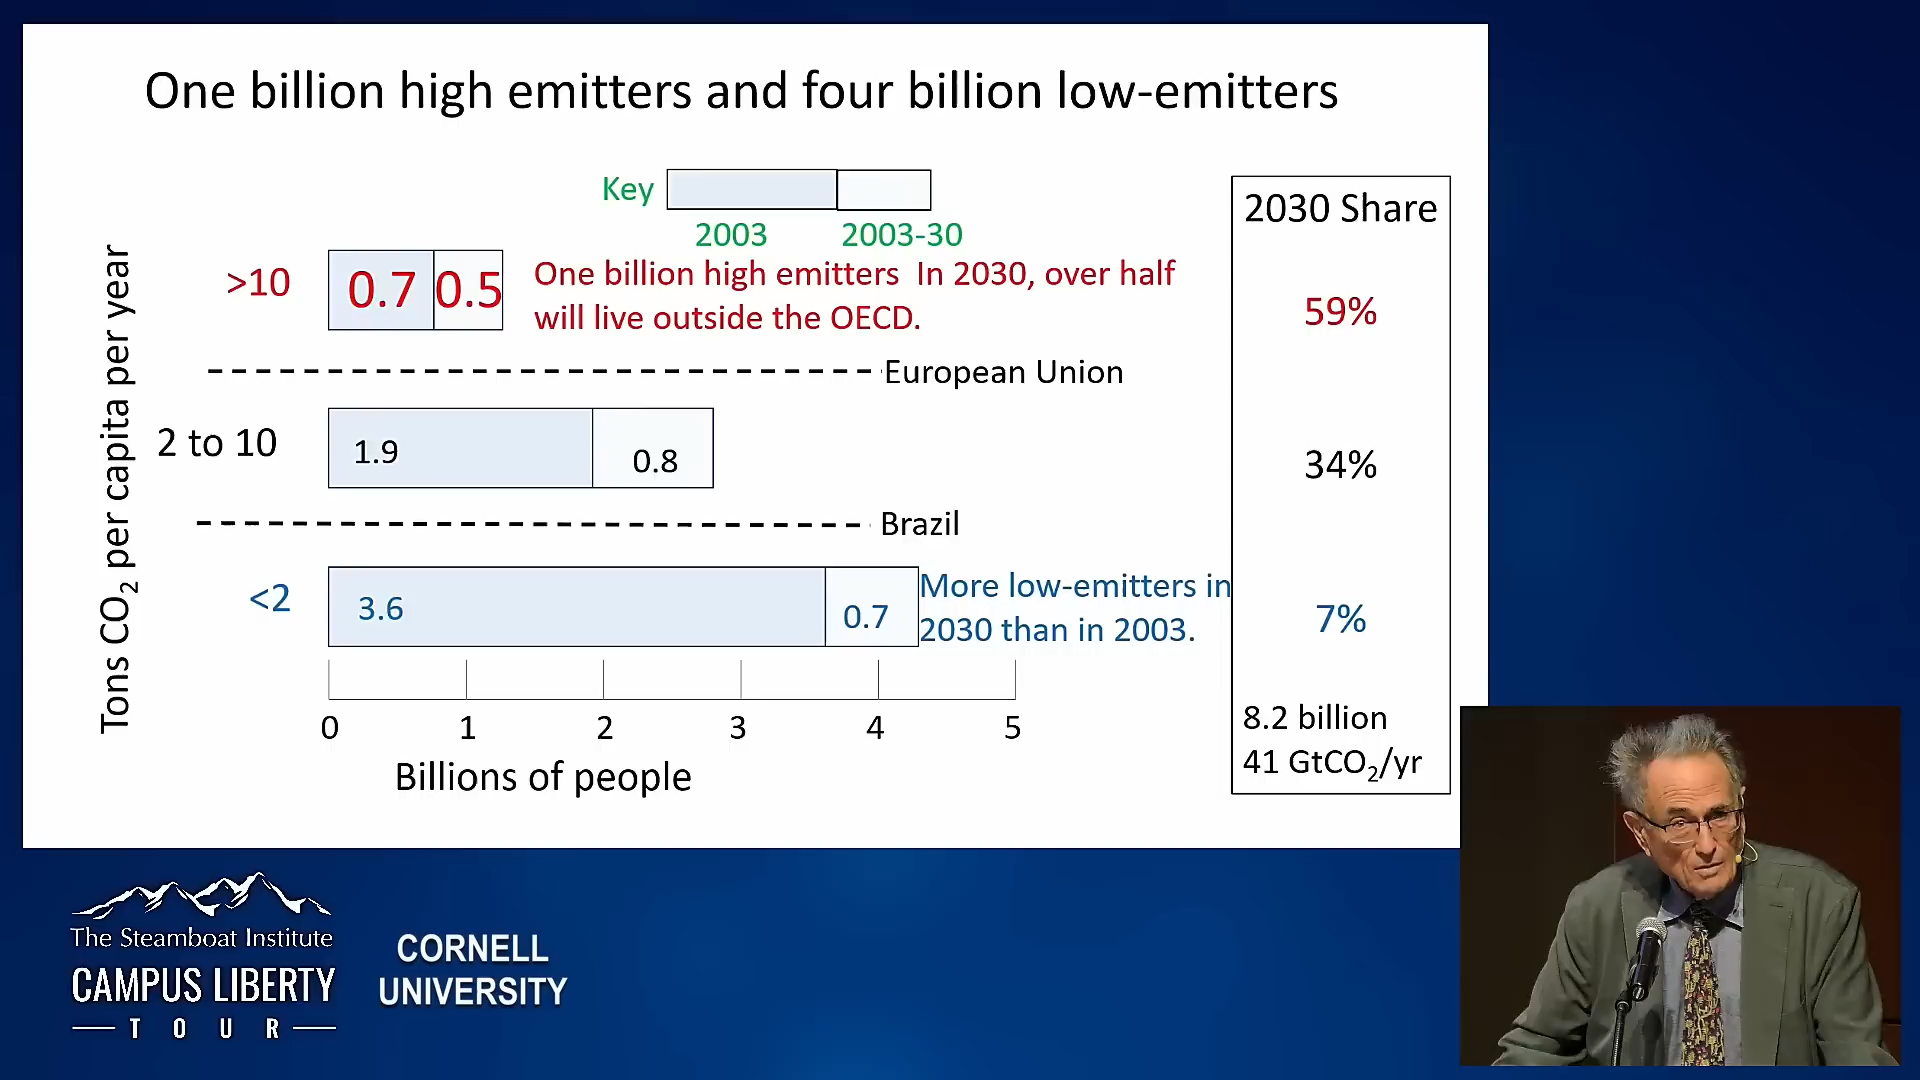 One billion high emitters and four billion low-emitters
Key
2003
2003-30
2030 Share
Tons CO₂ per capita per year
>10
0.7
0.5
One billion high emitters In 2030, over half
will live outside the OECD.
59%
European Union
2 to 10
1.9
0.8
34%
Brazil
<2
3.6
0.7
More low-emitters in
2030 than in 2003.
7%
0 1 2 3 4 5
Billions of people
8.2 billion
41 GtCO₂/yr
The Steamboat Institute
CAMPUS LIBERTY
TOUR
CORNELL
UNIVERSITY